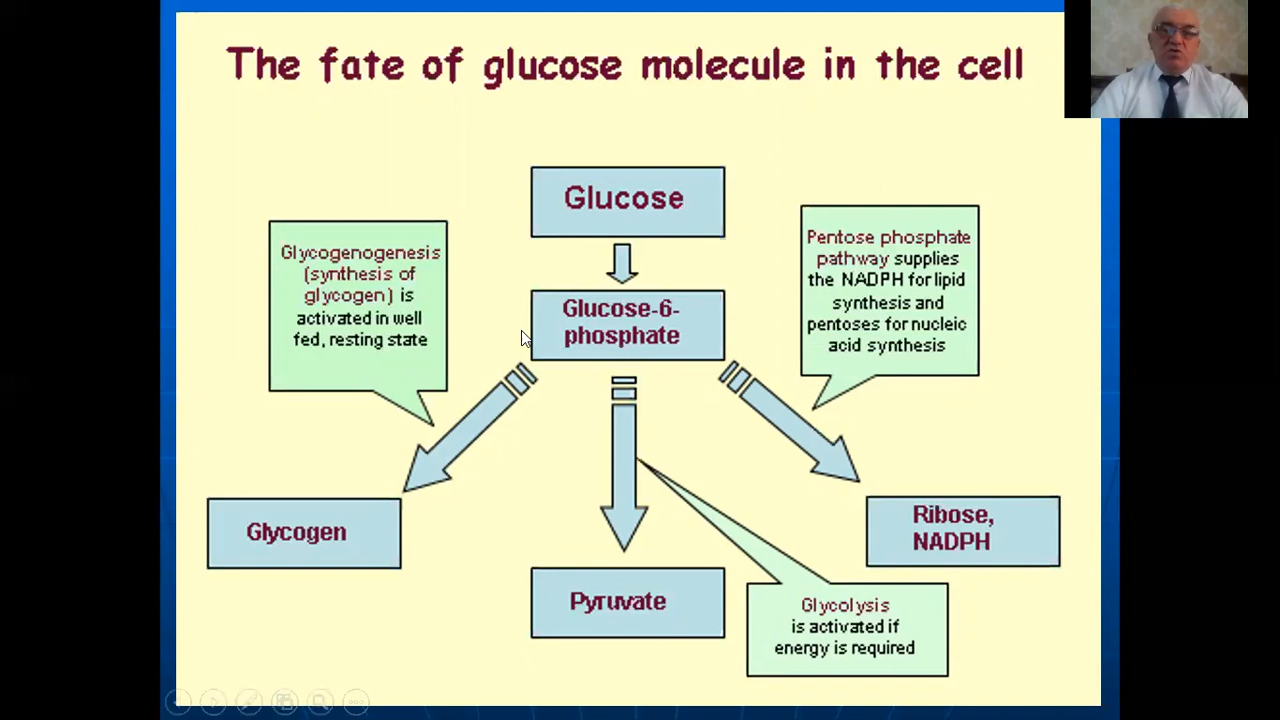 The fate of glucose molecule in the cell
Glucose
Glycogenogenesis
(synthesis of
glycogen) is
activated in well
fed, resting state
Pentose phosphate
pathway supplies
the NADPH for lipid
synthesis and
pentoses for nucleic
acid synthesis
Glucose-6-
phosphate
Glycogen
Ribose,
NADPH
Pyruvate
Glycolysis
is activated if
energy is required